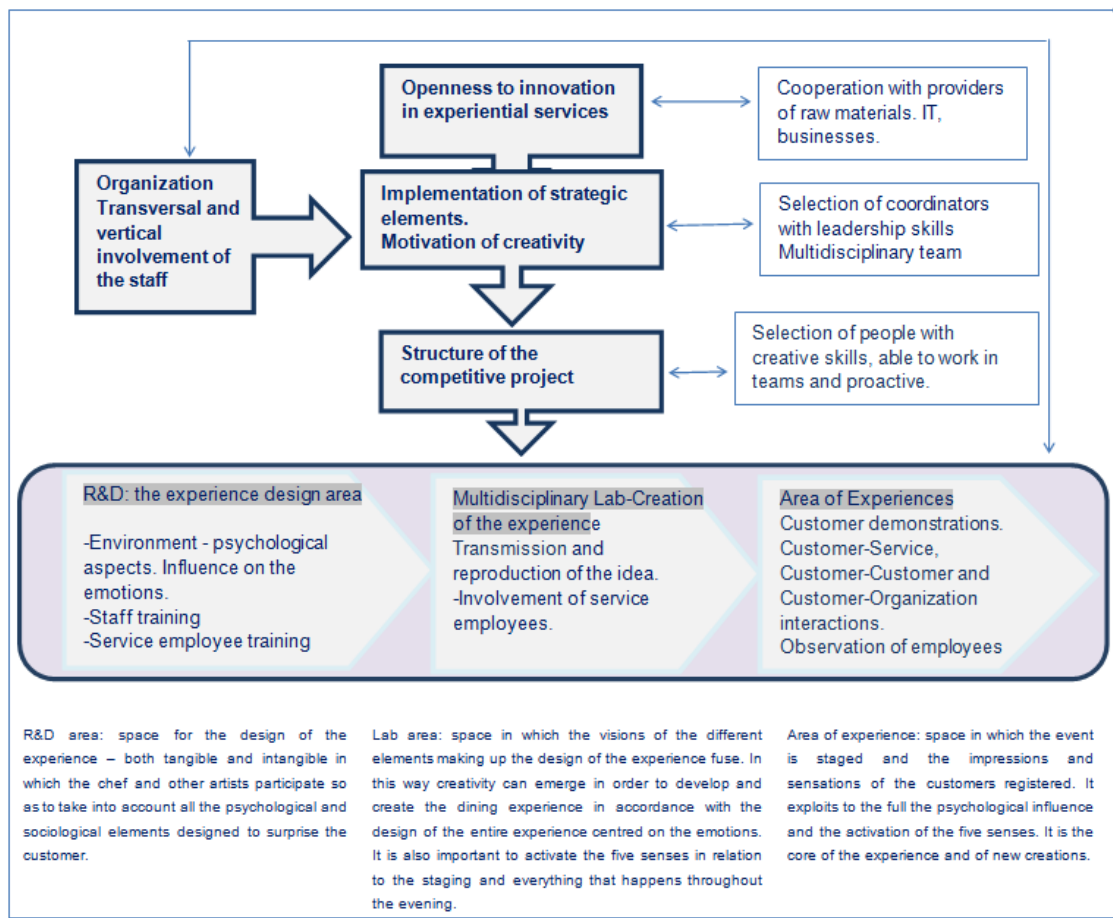 Openness to innovation
in experiential services
Cooperation with providers
of raw materials. IT,
businesses.
Organization
Transversal and
vertical
involvement of
the staff
Implementation of strategic
elements.
Motivation of creativity
Selection of coordinators
with leadership skills
Multidisciplinary team
Structure of the
competitive project
Selection of people with
creative skills, able to work in
teams and proactive.
R&D: the experience design area
-Environment - psychological
aspects. Influence on the
emotions.
-Staff training
-Service employee training
Multidisciplinary Lab-Creation
of the experience
Transmission and
reproduction of the idea.
-Involvement of service
employees.
Area of Experiences
Customer demonstrations.
Customer-Service,
Customer-Customer and
Customer-Organization
interactions.
Observation of employees
R&D area: space for the design of the
experience – both tangible and intangible in
which the chef and other artists participate so
as to take into account all the psychological and
sociological elements designed to surprise the
customer.
Lab area: space in which the visions of the different
elements making up the design of the experience fuse. In
this way creativity can emerge in order to develop and
create the dining experience in accordance with the
design of the entire experience centred on the emotions.
It is also important to activate the five senses in relation
to the staging and everything that happens throughout
the evening.
Area of experience: space in which the event
is staged and the impressions and
sensations of the customers registered. It
exploits to the full the psychological influence
and the activation of the five senses. It is the
core of the experience and of new creations.